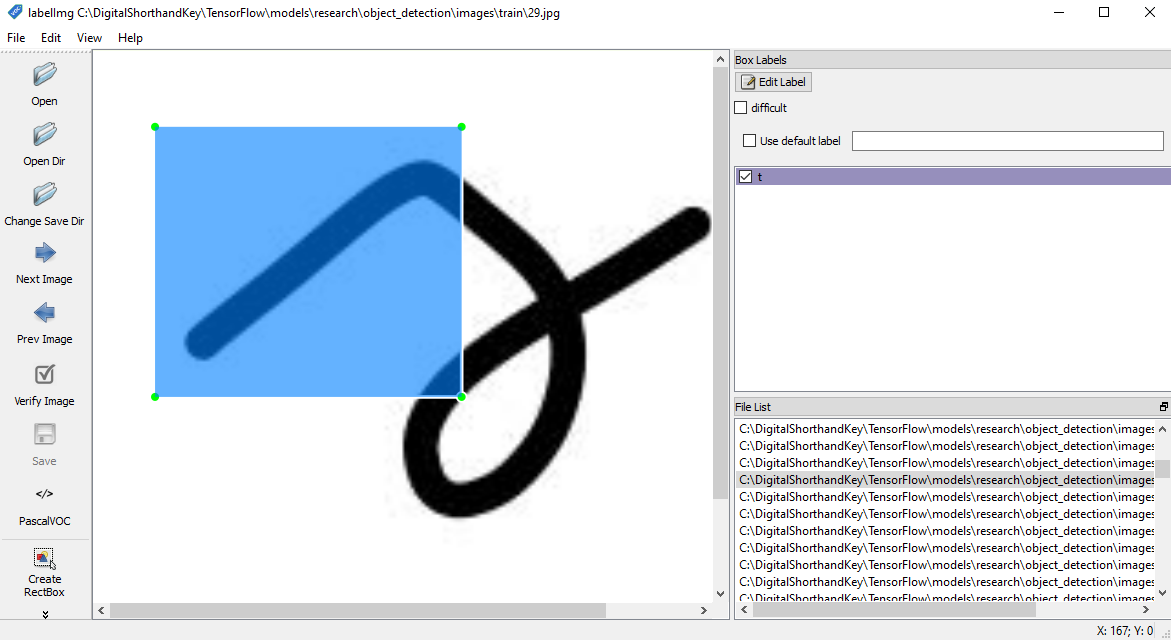 labelImg C:\DigitalShorthandKey\TensorFlow\models\research\object_detection\images\train\29.jpg
File Edit View Help
Open
Open Dir
Change Save Dir
Next Image
Prev Image
Verify Image
Save
</>
PascalVOC
Create
RectBox
Box Labels
Edit Label
difficult
Use default label
t
File List
C:\DigitalShorthandKey\TensorFlow\models\research\object_detection\images
C:\DigitalShorthandKey\TensorFlow\models\research\object_detection\images
C:\DigitalShorthandKey\TensorFlow\models\research\object_detection\images
C:\DigitalShorthandKey\TensorFlow\models\research\object_detection\images
C:\DigitalShorthandKey\TensorFlow\models\research\object_detection\images
C:\DigitalShorthandKey\TensorFlow\models\research\object_detection\images
C:\DigitalShorthandKey\TensorFlow\models\research\object_detection\images
C:\DigitalShorthandKey\TensorFlow\models\research\object_detection\images
C:\DigitalShorthandKey\TensorFlow\models\research\object_detection\images
C:\DigitalShorthandKey\TensorFlow\models\research\object_detection\images
C:\DigitalShorthandKey\TensorFlow\models\research\object_detection\images
X: 167; Y: 0